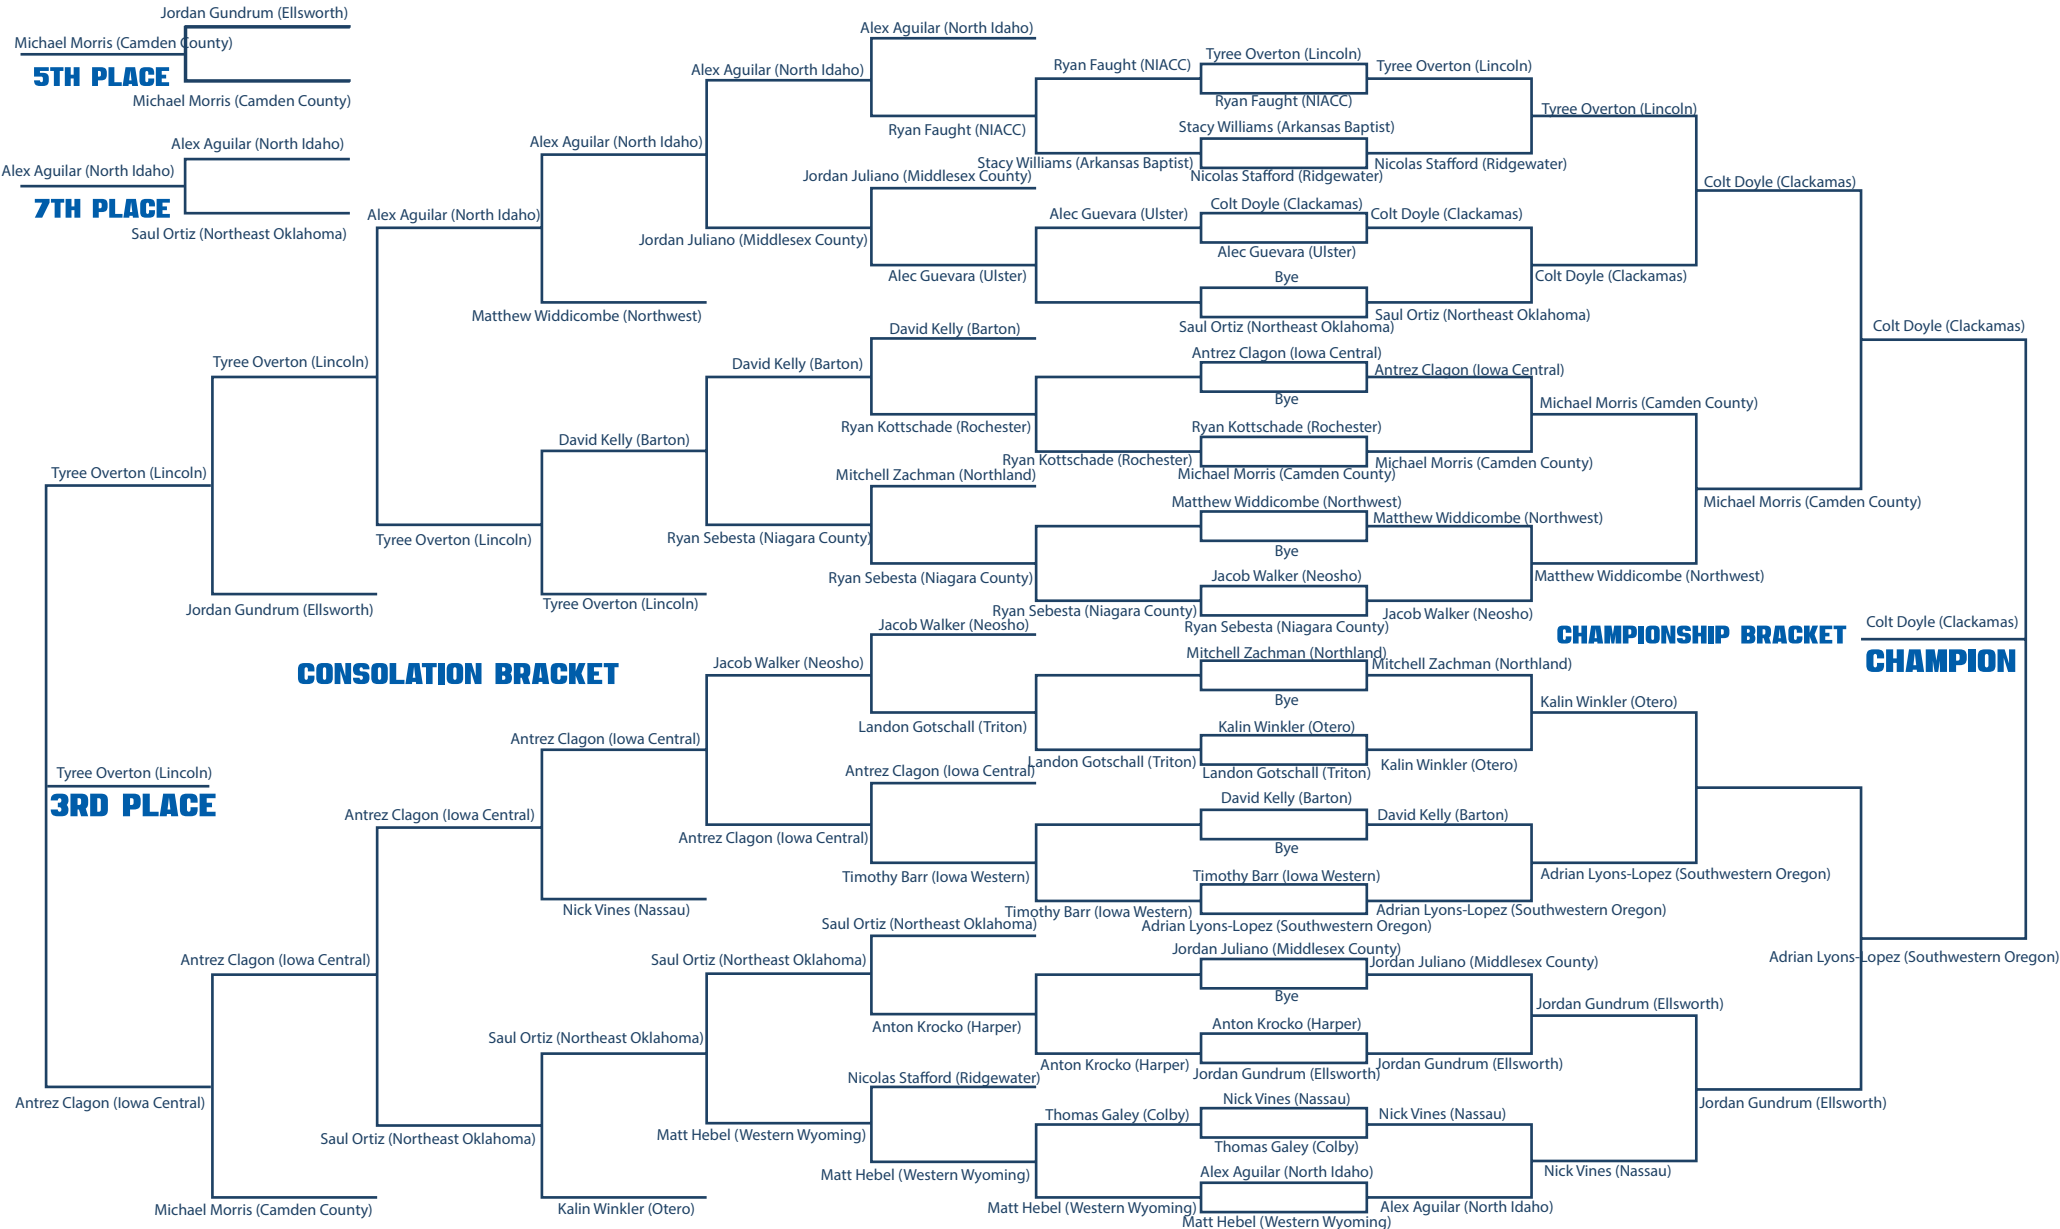 Jordan Gundrum (Ellsworth)
Michael Morris (Camden County)
5TH PLACE
Michael Morris (Camden County)
Alex Aguilar (North Idaho)
Alex Aguilar (North Idaho)
7TH PLACE
Saul Ortiz (Northeast Oklahoma)
Tyree Overton (Lincoln)
Antrez Clagon (Iowa Central)
Tyree Overton (Lincoln)
3RD PLACE
Tyree Overton (Lincoln)
Jordan Gundrum (Ellsworth)
Antrez Clagon (Iowa Central)
Michael Morris (Camden County)
CONSOLATION BRACKET
Alex Aguilar (North Idaho)
Tyree Overton (Lincoln)
Antrez Clagon (Iowa Central)
Saul Ortiz (Northeast Oklahoma)
Alex Aguilar (North Idaho)
Matthew Widdicombe (Northwest)
David Kelly (Barton)
Tyree Overton (Lincoln)
Antrez Clagon (Iowa Central)
Nick Vines (Nassau)
Saul Ortiz (Northeast Oklahoma)
Kalin Winkler (Otero)
Alex Aguilar (North Idaho)
Jordan Juliano (Middlesex County)
David Kelly (Barton)
Ryan Sebesta (Niagara County)
Jacob Walker (Neosho)
Antrez Clagon (Iowa Central)
Saul Ortiz (Northeast Oklahoma)
Matt Hebel (Western Wyoming)
Alex Aguilar (North Idaho)
Ryan Faught (NIACC)
Jordan Juliano (Middlesex County)
Alec Guevara (Ulster)
David Kelly (Barton)
Ryan Kottschade (Rochester)
Mitchell Zachman (Northland)
Ryan Sebesta (Niagara County)
Jacob Walker (Neosho)
Landon Gotschall (Triton)
Antrez Clagon (Iowa Central)
Timothy Barr (Iowa Western)
Saul Ortiz (Northeast Oklahoma)
Anton Krocko (Harper)
Nicolas Stafford (Ridgewater)
Matt Hebel (Western Wyoming)
Ryan Faught (NIACC)
Stacy Williams (Arkansas Baptist)
Alec Guevara (Ulster)
Ryan Kottschade (Rochester)
Ryan Sebesta (Niagara County)
Landon Gotschall (Triton)
Timothy Barr (Iowa Western)
Anton Krocko (Harper)
Thomas Galey (Colby)
Matt Hebel (Western Wyoming)
Tyree Overton (Lincoln)
Ryan Faught (NIACC)
Stacy Williams (Arkansas Baptist)
Nicolas Stafford (Ridgewater)
Colt Doyle (Clackamas)
Alec Guevara (Ulster)
Bye
Saul Ortiz (Northeast Oklahoma)
Antrez Clagon (Iowa Central)
Bye
Ryan Kottschade (Rochester)
Michael Morris (Camden County)
Matthew Widdicombe (Northwest)
Bye
Jacob Walker (Neosho)
Ryan Sebesta (Niagara County)
Mitchell Zachman (Northland)
Bye
Kalin Winkler (Otero)
Landon Gotschall (Triton)
David Kelly (Barton)
Bye
Timothy Barr (Iowa Western)
Adrian Lyons-Lopez (Southwestern Oregon)
Jordan Juliano (Middlesex County)
Bye
Anton Krocko (Harper)
Jordan Gundrum (Ellsworth)
Nick Vines (Nassau)
Thomas Galey (Colby)
Alex Aguilar (North Idaho)
Matt Hebel (Western Wyoming)
Tyree Overton (Lincoln)
Nicolas Stafford (Ridgewater)
Colt Doyle (Clackamas)
Saul Ortiz (Northeast Oklahoma)
Antrez Clagon (Iowa Central)
Michael Morris (Camden County)
Matthew Widdicombe (Northwest)
Jacob Walker (Neosho)
Mitchell Zachman (Northland)
Kalin Winkler (Otero)
David Kelly (Barton)
Adrian Lyons-Lopez (Southwestern Oregon)
Jordan Juliano (Middlesex County)
Jordan Gundrum (Ellsworth)
Nick Vines (Nassau)
Alex Aguilar (North Idaho)
Tyree Overton (Lincoln)
Colt Doyle (Clackamas)
Michael Morris (Camden County)
Matthew Widdicombe (Northwest)
Kalin Winkler (Otero)
Adrian Lyons-Lopez (Southwestern Oregon)
Jordan Gundrum (Ellsworth)
Nick Vines (Nassau)
Colt Doyle (Clackamas)
Michael Morris (Camden County)
Jordan Gundrum (Ellsworth)
Colt Doyle (Clackamas)
Adrian Lyons-Lopez (Southwestern Oregon)
CHAMPIONSHIP BRACKET
Colt Doyle (Clackamas)
CHAMPION